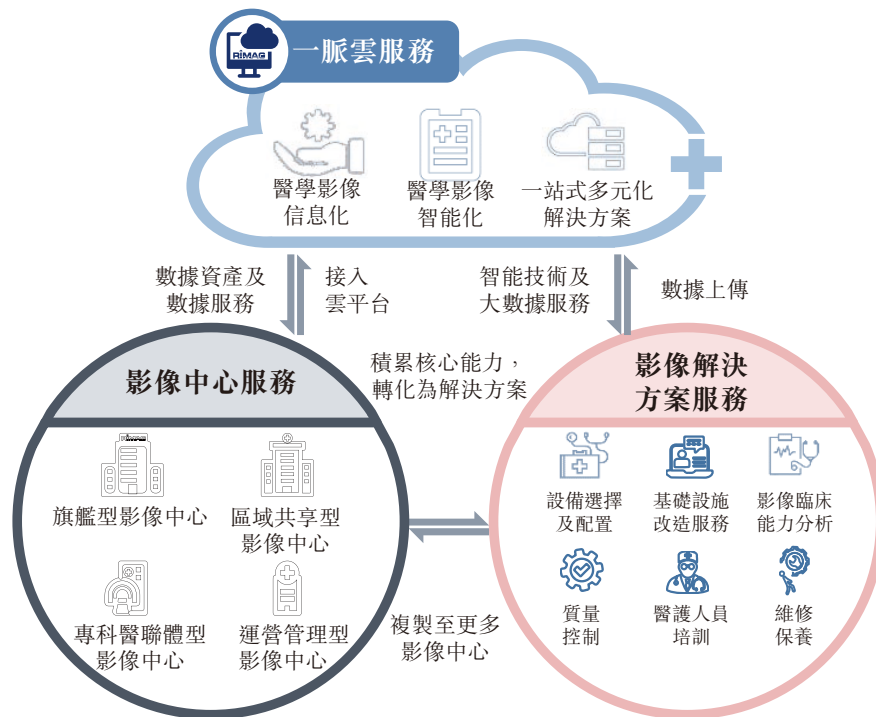 RIMAG
一脈雲服務
醫學影像
信息化
醫學影像
智能化
一站式多元化
解決方案
數據資產及
數據服務
接入
雲平台
智能技術及
大數據服務
數據上傳
積累核心能力，
轉化為解決方案
影像中心服務
RIMAG
旗艦型影像中心
區域共享型
影像中心
專科醫聯體型
影像中心
運營管理型
影像中心
複製至更多
影像中心
影像解決
方案服務
設備選擇
及配置
基礎設施
改造服務
影像臨床
能力分析
質量
控制
醫護人員
培訓
維修
保養